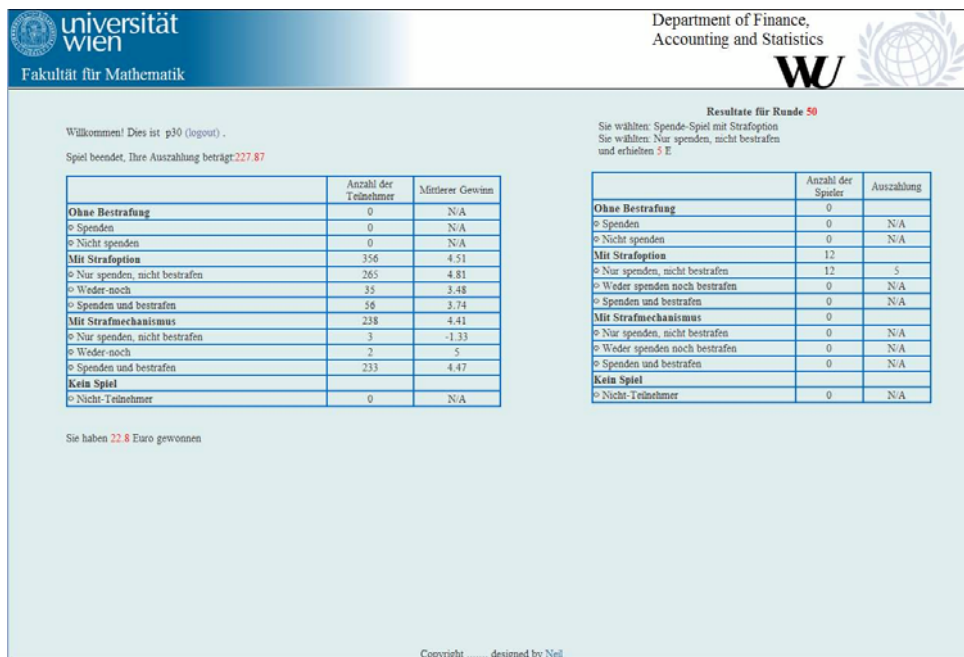 universität
wien
Fakultät für Mathematik
Department of Finance,
Accounting and Statistics
WU
Willkommen! Dies ist p30 (logout) .
Spiel beendet, Ihre Auszahlung beträgt:227.87
Anzahl der Teilnehmer Mittlerer Gewinn
Ohne Bestrafung 0 N/A
Spenden 0 N/A
Nicht spenden 0 N/A
Mit Strafoption 356 4.51
Nur spenden, nicht bestrafen 265 4.81
Weder-noch 35 3.48
Spenden und bestrafen 56 3.74
Mit Strafmechanismus 238 4.41
Nur spenden, nicht bestrafen 3 -1.33
Weder-noch 2 5
Spenden und bestrafen 233 4.47
Kein Spiel
Nicht-Teilnehmer 0 N/A
Sie haben 22.8 Euro gewonnen
Resultate für Runde 50
Sie wählten: Spende-Spiel mit Strafoption
Sie wählten: Nur spenden, nicht bestrafen
und erhielten 5 E
Anzahl der Spieler Auszahlung
Ohne Bestrafung 0
Spenden 0 N/A
Nicht spenden 0 N/A
Mit Strafoption 12
Nur spenden, nicht bestrafen 12 5
Weder spenden noch bestrafen 0 N/A
Spenden und bestrafen 0 N/A
Mit Strafmechanismus 0
Nur spenden, nicht bestrafen 0 N/A
Weder spenden noch bestrafen 0 N/A
Spenden und bestrafen 0 N/A
Kein Spiel
Nicht-Teilnehmer 0 N/A
Copyright ....... designed by Neil